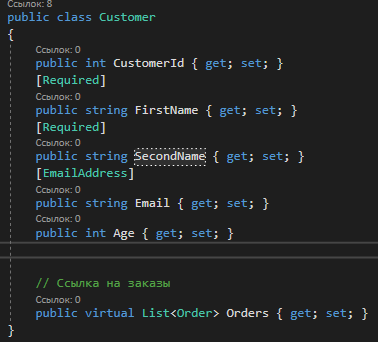 Ссылок: 8
public class Customer
{
Ссылок: 0
public int CustomerId { get; set; }
[Required]
Ссылок: 0
public string FirstName { get; set; }
[Required]
Ссылок: 0
public string SecondName { get; set; }
[EmailAddress]
Ссылок: 0
public string Email { get; set; }
Ссылок: 0
public int Age { get; set; }
// Ссылка на заказы
Ссылок: 0
public virtual List<Order> Orders { get; set; }
}